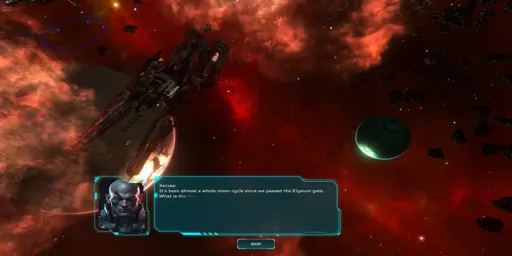 Xerxes:
It's been almost a whole moon cycle since we passed the Elysium gate.
What is the
SKIP